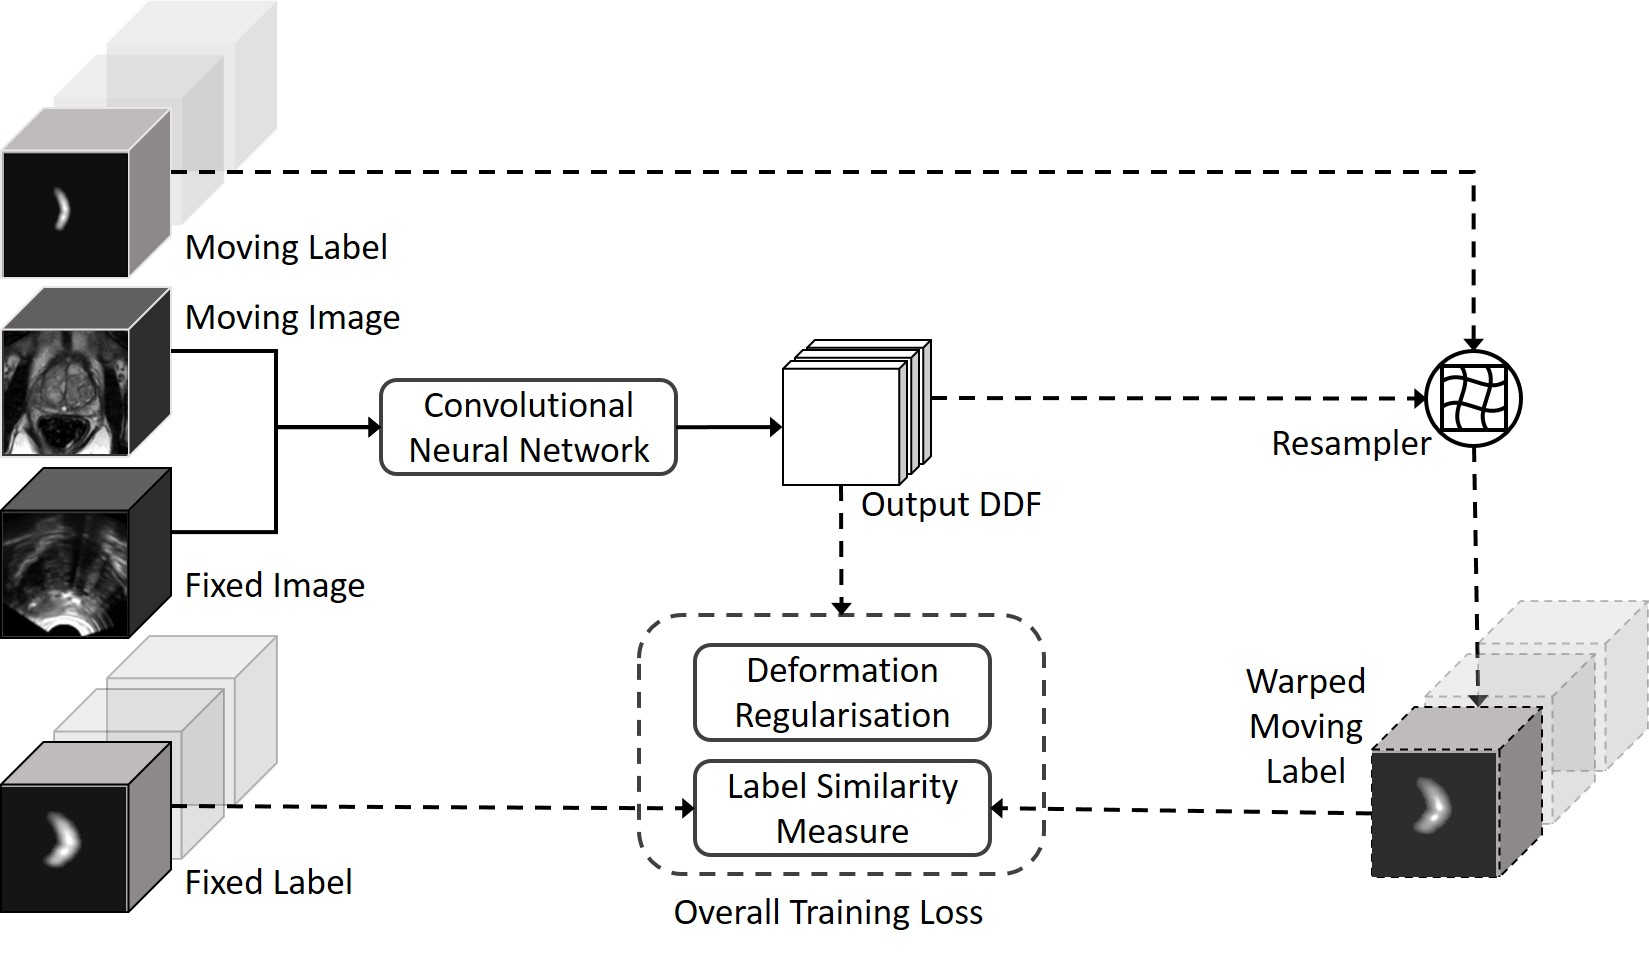 Moving Label
Moving Image
Convolutional
Neural Network
Resampler
Output DDF
Fixed Image
Deformation
Regularisation
Warped
Moving
Label
Label Similarity
Measure
Fixed Label
Overall Training Loss